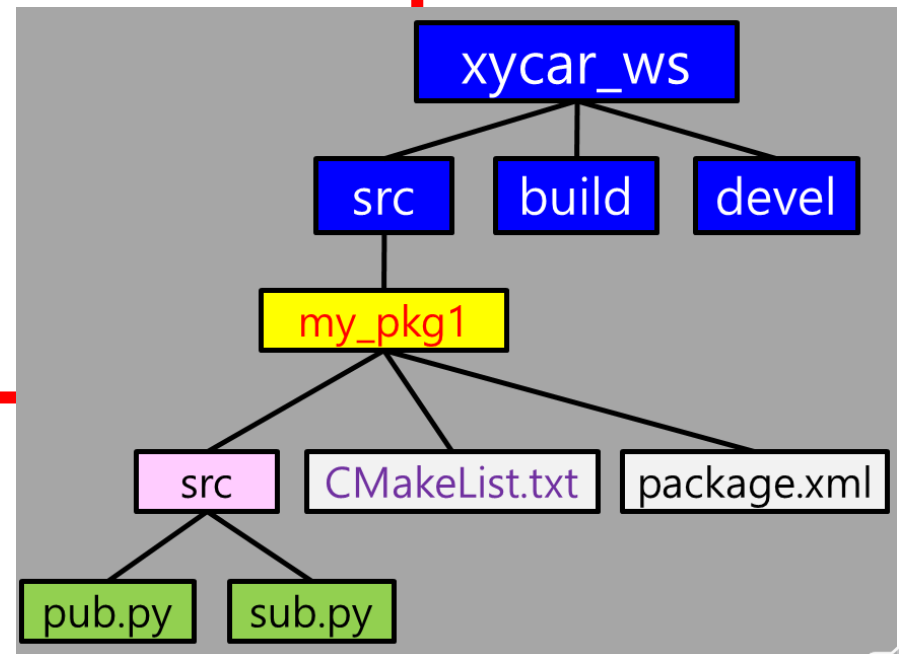 xycar_ws
src
build
devel
my_pkg1
src
CMakeList.txt
package.xml
pub.py
sub.py